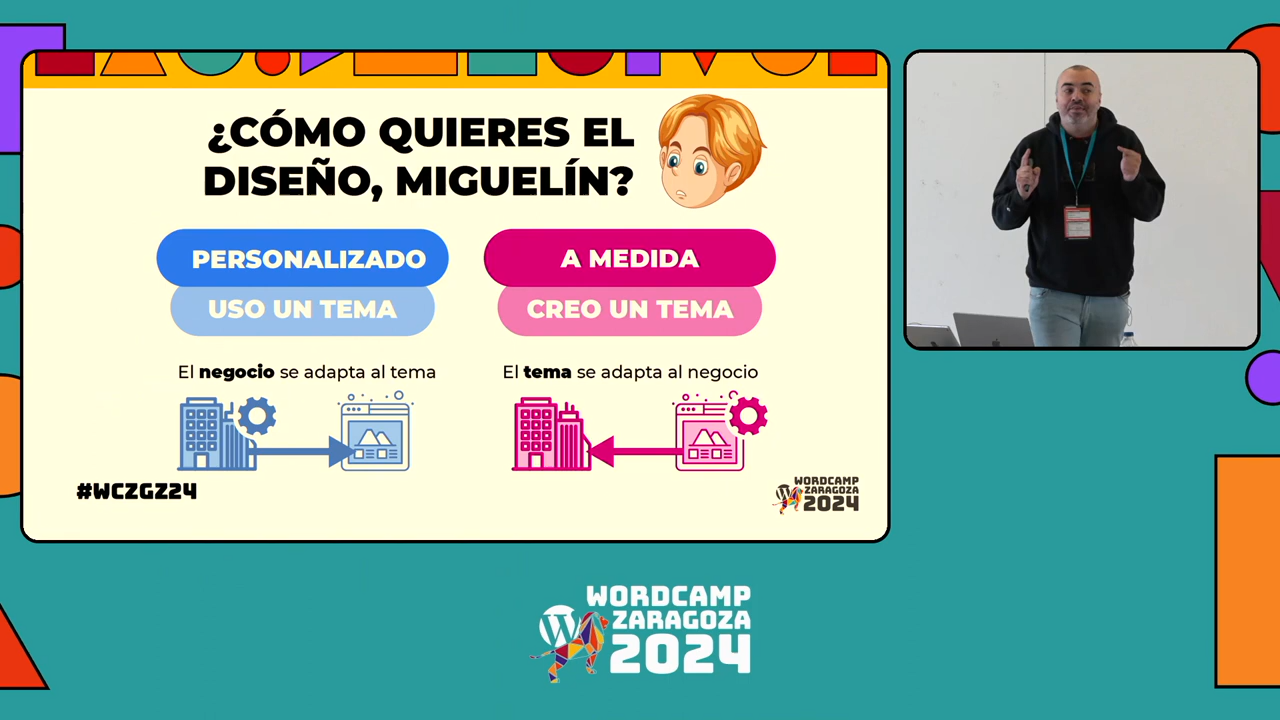 ¿CÓMO QUIERES EL
DISEÑO, MIGUELÍN?
PERSONALIZADO
USO UN TEMA
El negocio se adapta al tema
A MEDIDA
CREO UN TEMA
El tema se adapta al negocio
#WCZGZ24
WORDCAMP
ZARAGOZA
2024
WORDCAMP
ZARAGOZA
2024